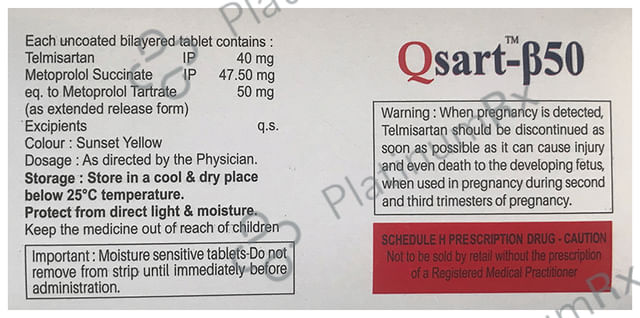 Each uncoated bilayered tablet contains :
Telmisartan IP 40 mg
Metoprolol Succinate IP 47.50 mg
eq. to Metoprolol Tartrate 50 mg
(as extended release form)
Excipients q.s.
Colour : Sunset Yellow
Dosage : As directed by the Physician.
Storage : Store in a cool & dry place
below 25°C temperature.
Protect from direct light & moisture.
Keep the medicine out of reach of children
Important : Moisture sensitive tablets-Do not
remove from strip until immediately before
administration.
Qsart™-β50
Warning : When pregnancy is detected,
Telmisartan should be discontinued as
soon as possible as it can cause injury
and even death to the developing fetus,
when used in pregnancy during second
and third trimesters of pregnancy.
SCHEDULE H PRESCRIPTION DRUG - CAUTION
Not to be sold by retail without the prescription
of a Registered Medical Practitioner
PlatinumRx
PlatinumRx